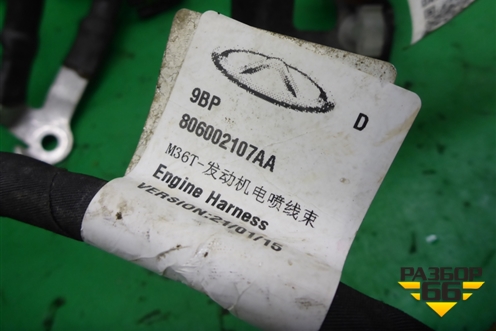 9BP
D
806002107AA
M36T-发动机电喷线束
Engine Harness
VERSION:21/01/15
РАЗБОР
66